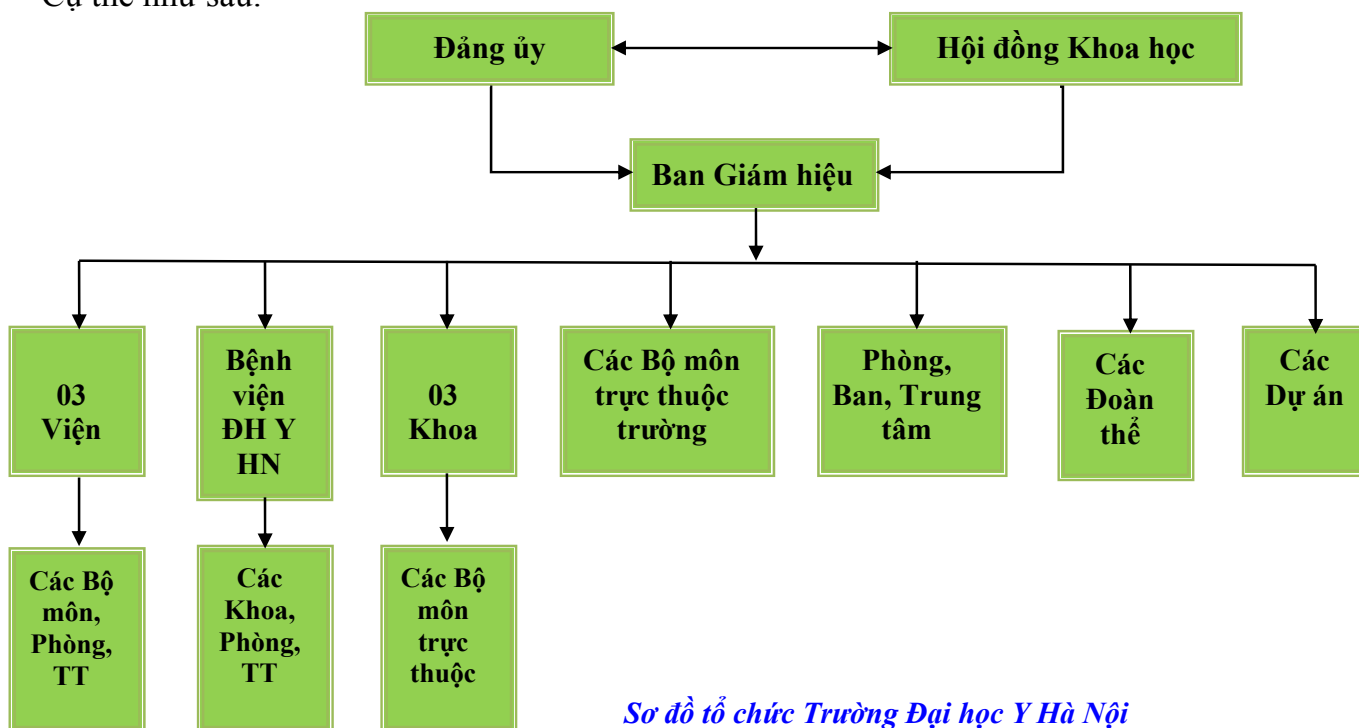 Cụ thể như sau:
Đảng ủy
Hội đồng Khoa học
Ban Giám hiệu
03
Viện
Bệnh
viện
ĐH Y
HN
03
Khoa
Các Bộ môn
trực thuộc
trường
Phòng,
Ban, Trung
tâm
Các
Đoàn
thể
Các
Dự án
Các Bộ
môn,
Phòng,
TT
Các
Khoa,
Phòng,
TT
Các Bộ
môn
trực
thuộc
Sơ đồ tổ chức Trường Đại học Y Hà Nội